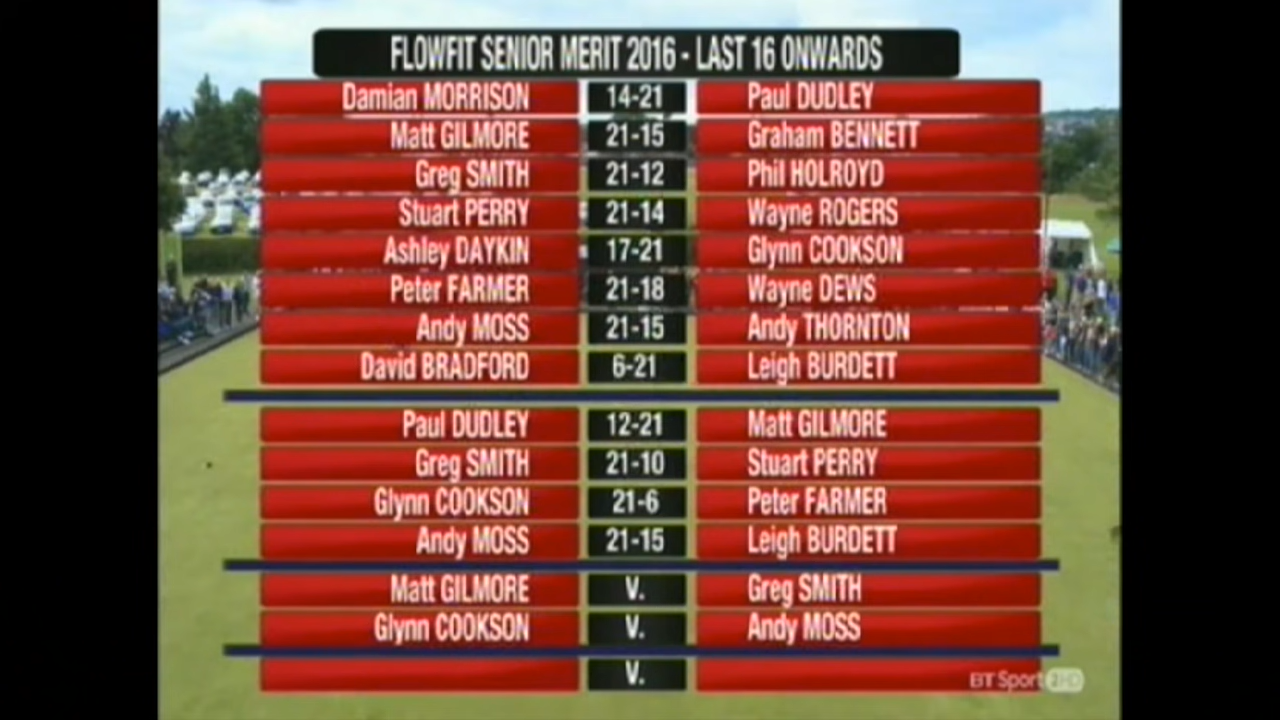 FLOWFIT SENIOR MERIT 2016 - LAST 16 ONWARDS
Damian MORRISON 14-21 Paul DUDLEY
Matt GILMORE 21-15 Graham BENNETT
Greg SMITH 21-12 Phil HOLROYD
Stuart PERRY 21-14 Wayne ROGERS
Ashley DAYKIN 17-21 Glynn COOKSON
Peter FARMER 21-18 Wayne DEWS
Andy MOSS 21-15 Andy THORNTON
David BRADFORD 6-21 Leigh BURDETT
Paul DUDLEY 12-21 Matt GILMORE
Greg SMITH 21-10 Stuart PERRY
Glynn COOKSON 21-6 Peter FARMER
Andy MOSS 21-15 Leigh BURDETT
Matt GILMORE V. Greg SMITH
Glynn COOKSON V. Andy MOSS
V.
BT Sport 2 HD